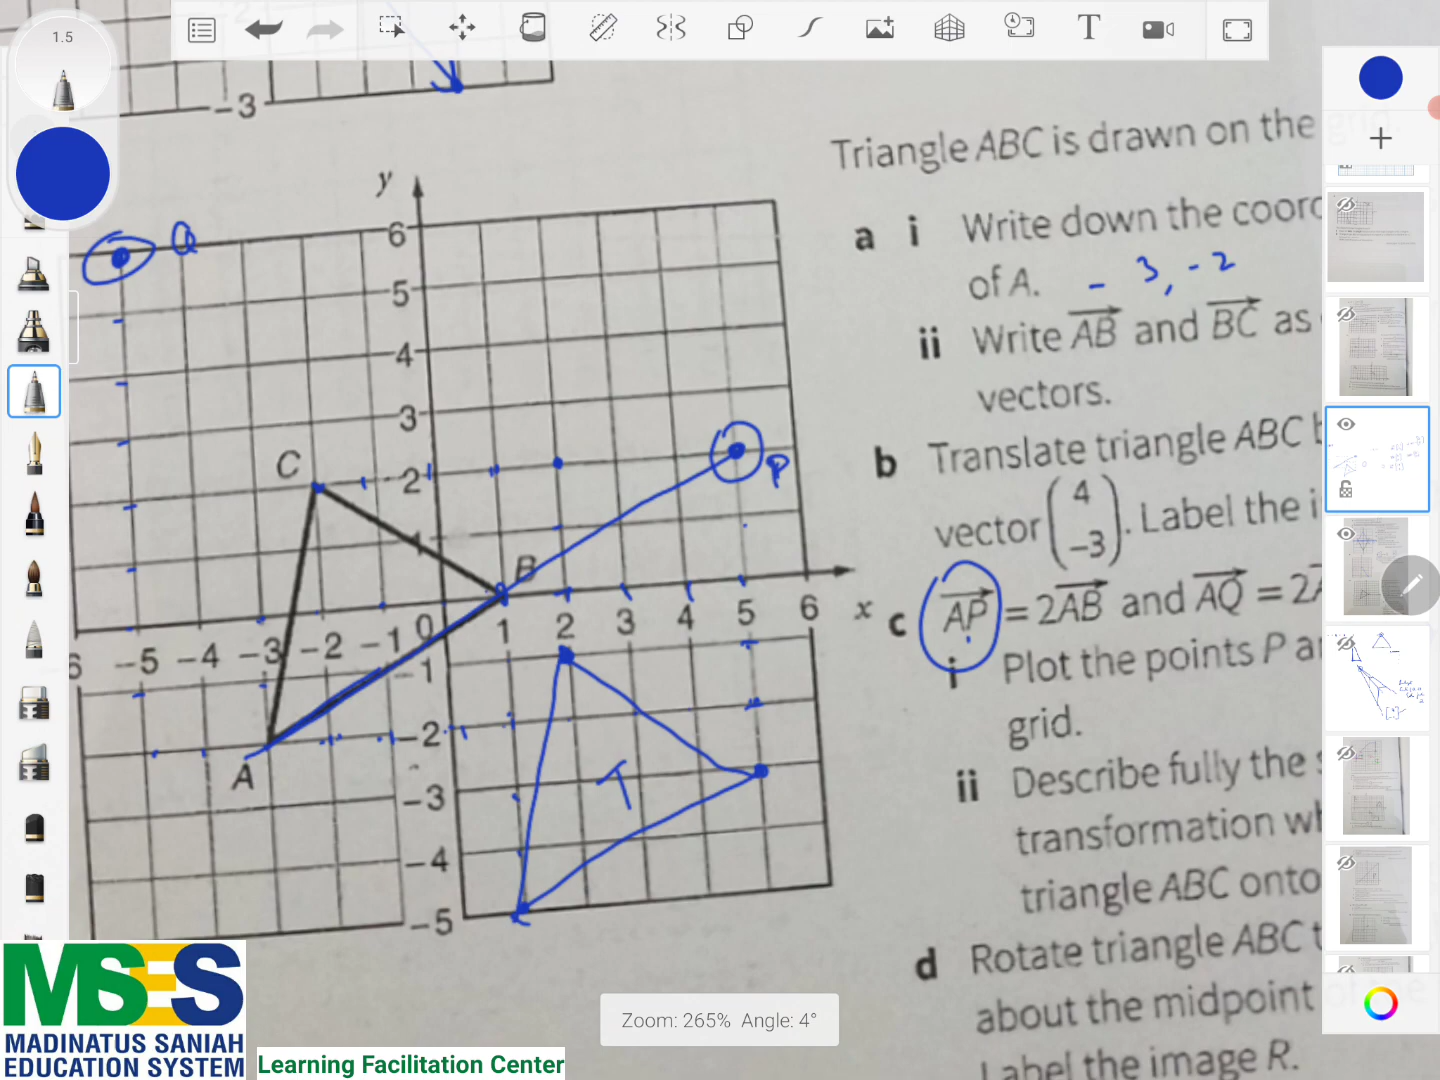 1.5
-3
y
6
5
4
3
2
1
0
Q
C
B
P
A
T
6 -5 -4 -3 -2 -1
1 2 3 4 5 6 x
-1
-2
-3
-4
-5
Triangle ABC is drawn on the grid
a i Write down the
of A. - 3, -2
ii Write AB and BC as
vectors.
b Translate triangle ABC
vector (4 -3). Label the
c AP = 2AB and AQ = 2
i Plot the points P
grid.
ii Describe fully the
transformation
triangle ABC onto
d Rotate triangle ABC
about the midpoint
Label the image R.
Zoom: 265% Angle: 4°
MSES
MADINATUS SANIAH
EDUCATION SYSTEM
Learning Facilitation Center